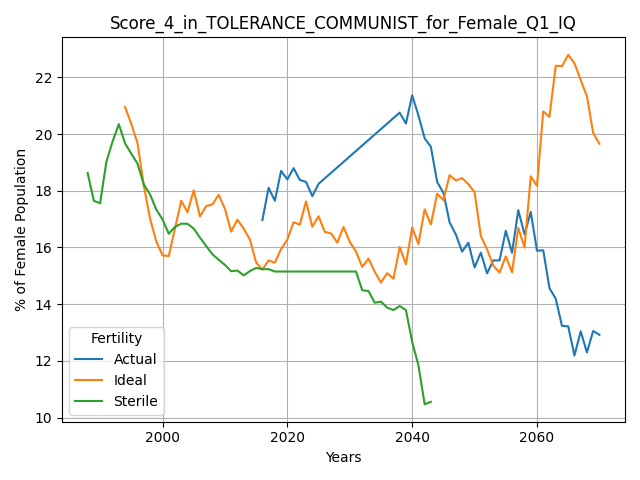 Score_4_in_TOLERANCE_COMMUNIST_for_Female_Q1_IQ
% of Female Population
22
20
18
16
14
12
10
Fertility
Actual
Ideal
Sterile
2000 2020 2040 2060
Years